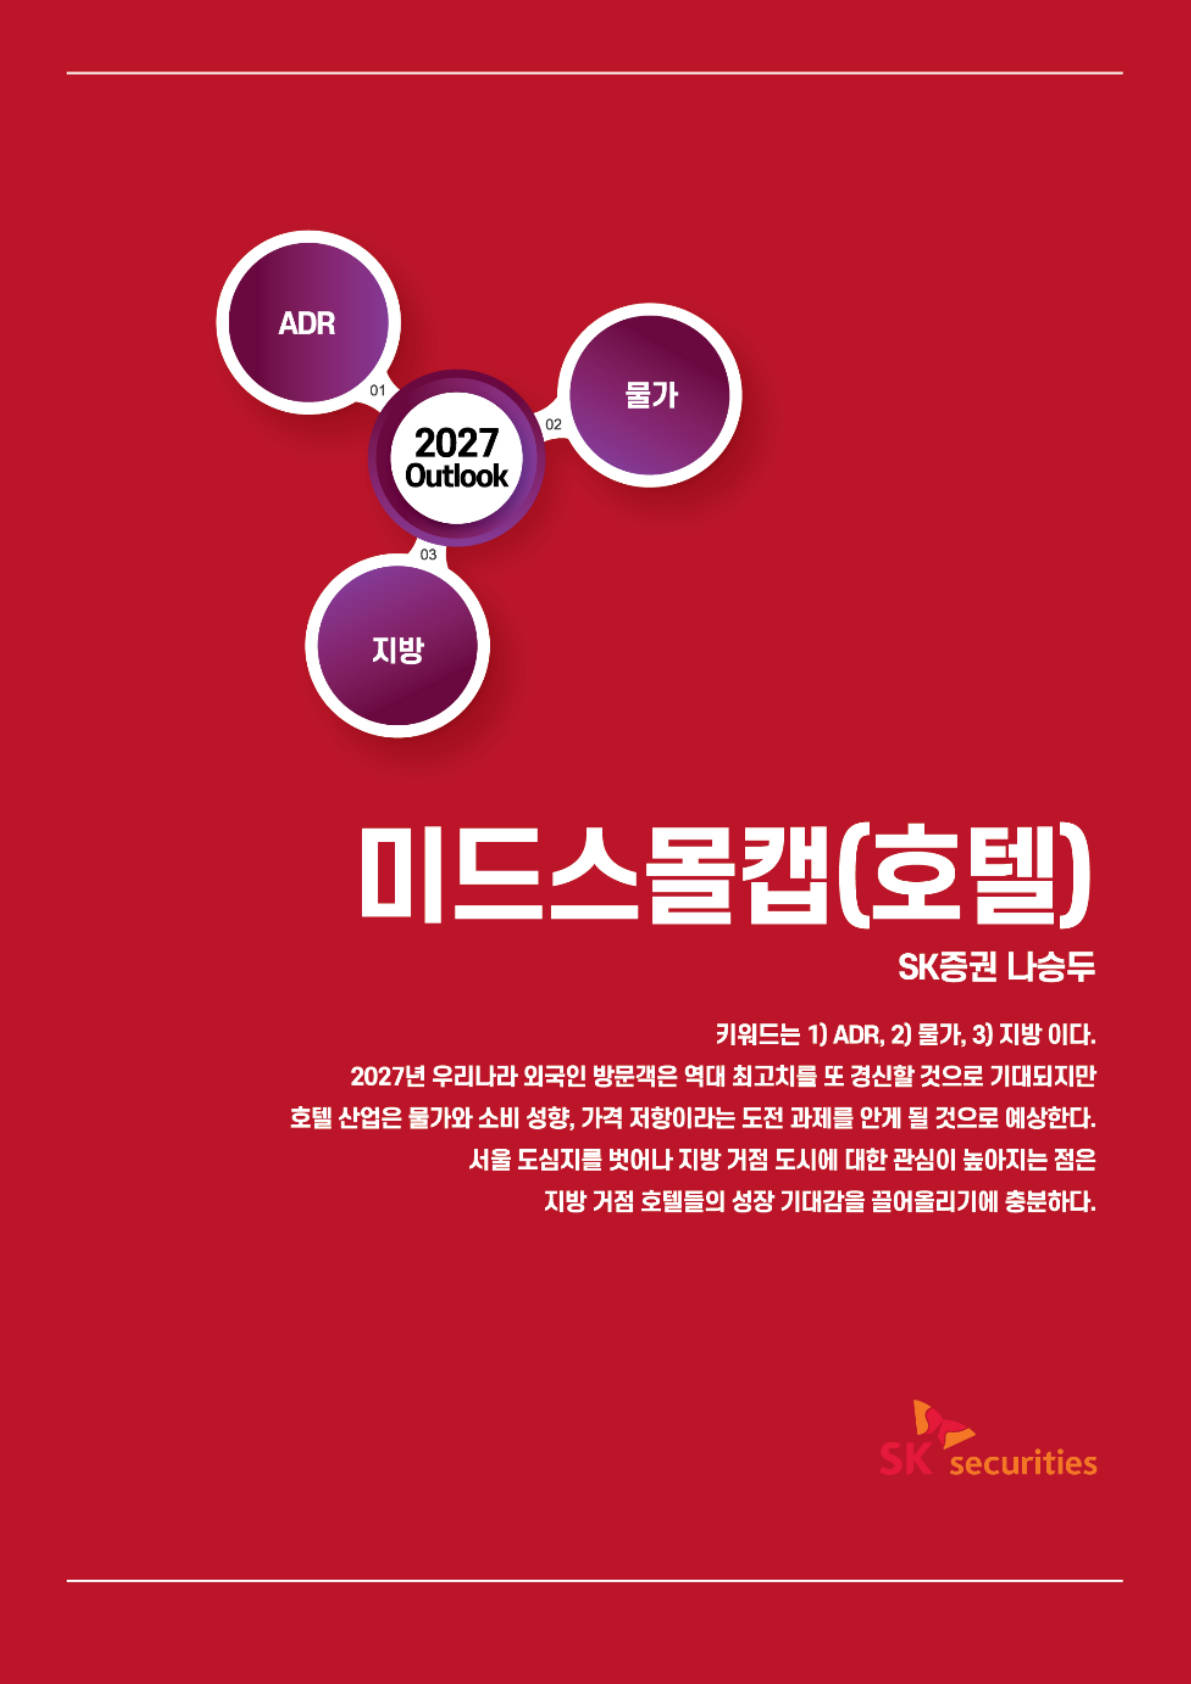 ADR
01
물가
02
2027
Outlook
03
지방
미드스몰캡(호텔)
SK증권 나승두
키워드는 1) ADR, 2) 물가, 3) 지방 이다.
2027년 우리나라 외국인 방문객은 역대 최고치를 또 경신할 것으로 기대되지만
호텔 산업은 물가와 소비 성향, 가격 저항이라는 도전 과제를 안게 될 것으로 예상한다.
서울 도심지를 벗어나 지방 거점 도시에 대한 관심이 높아지는 점은
지방 거점 호텔들의 성장 기대감을 끌어올리기에 충분하다.
SK securities